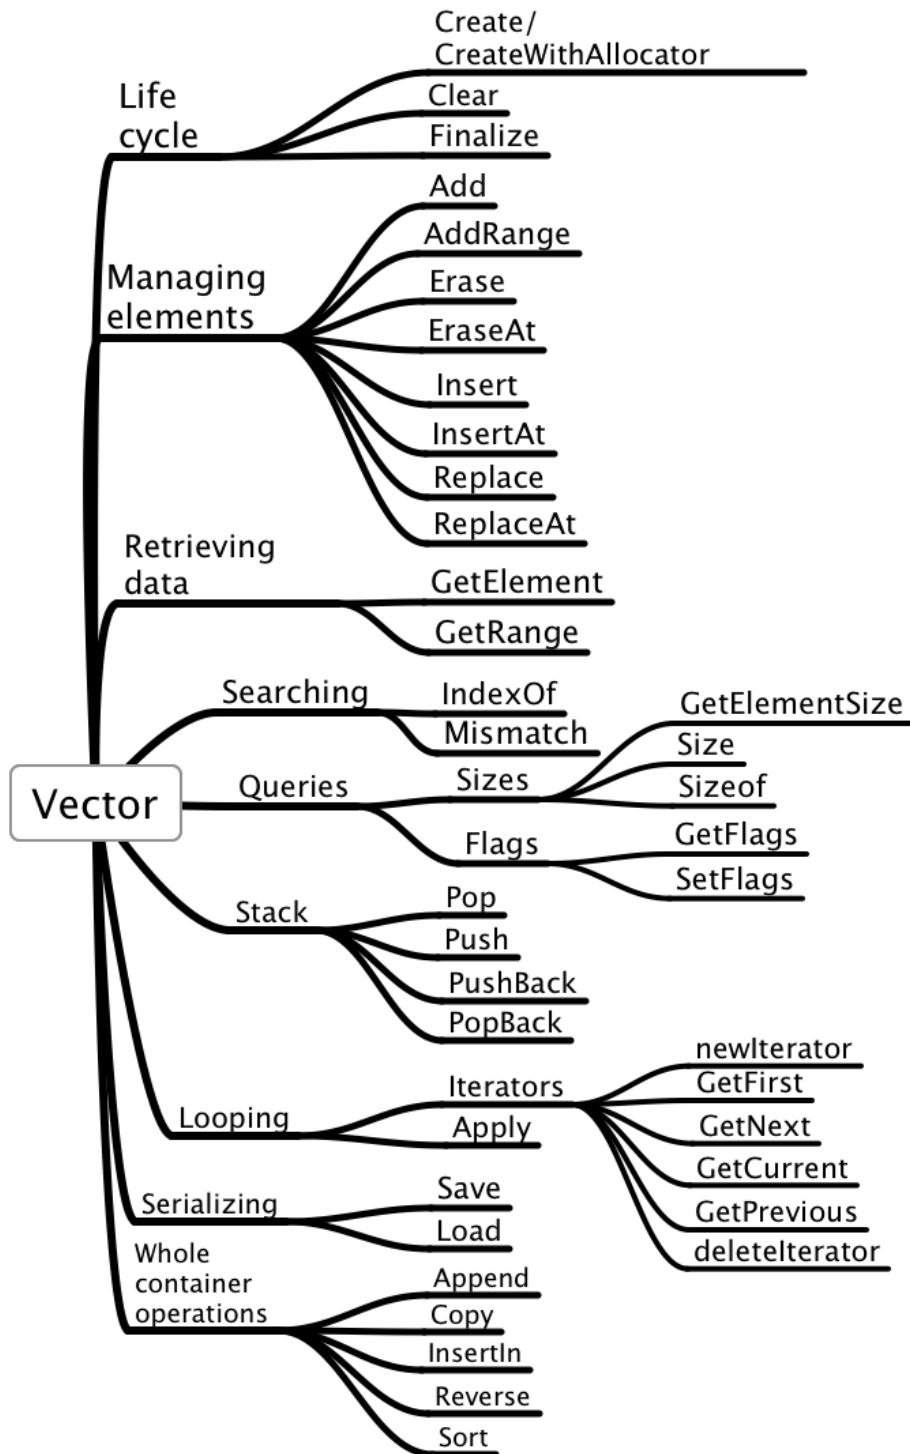 Create/
CreateWithAllocator
Life
cycle
Clear
Finalize
Add
AddRange
Managing
elements
Erase
EraseAt
Insert
InsertAt
Replace
ReplaceAt
Retrieving
data
GetElement
GetRange
Searching
IndexOf
Mismatch
GetElementSize
Size
Sizeof
Vector
Queries
Sizes
Flags
GetFlags
SetFlags
Stack
Pop
Push
PushBack
PopBack
Looping
Iterators
Apply
newIterator
GetFirst
GetNext
GetCurrent
GetPrevious
deleteIterator
Serializing
Save
Load
Whole
container
operations
Append
Copy
InsertIn
Reverse
Sort